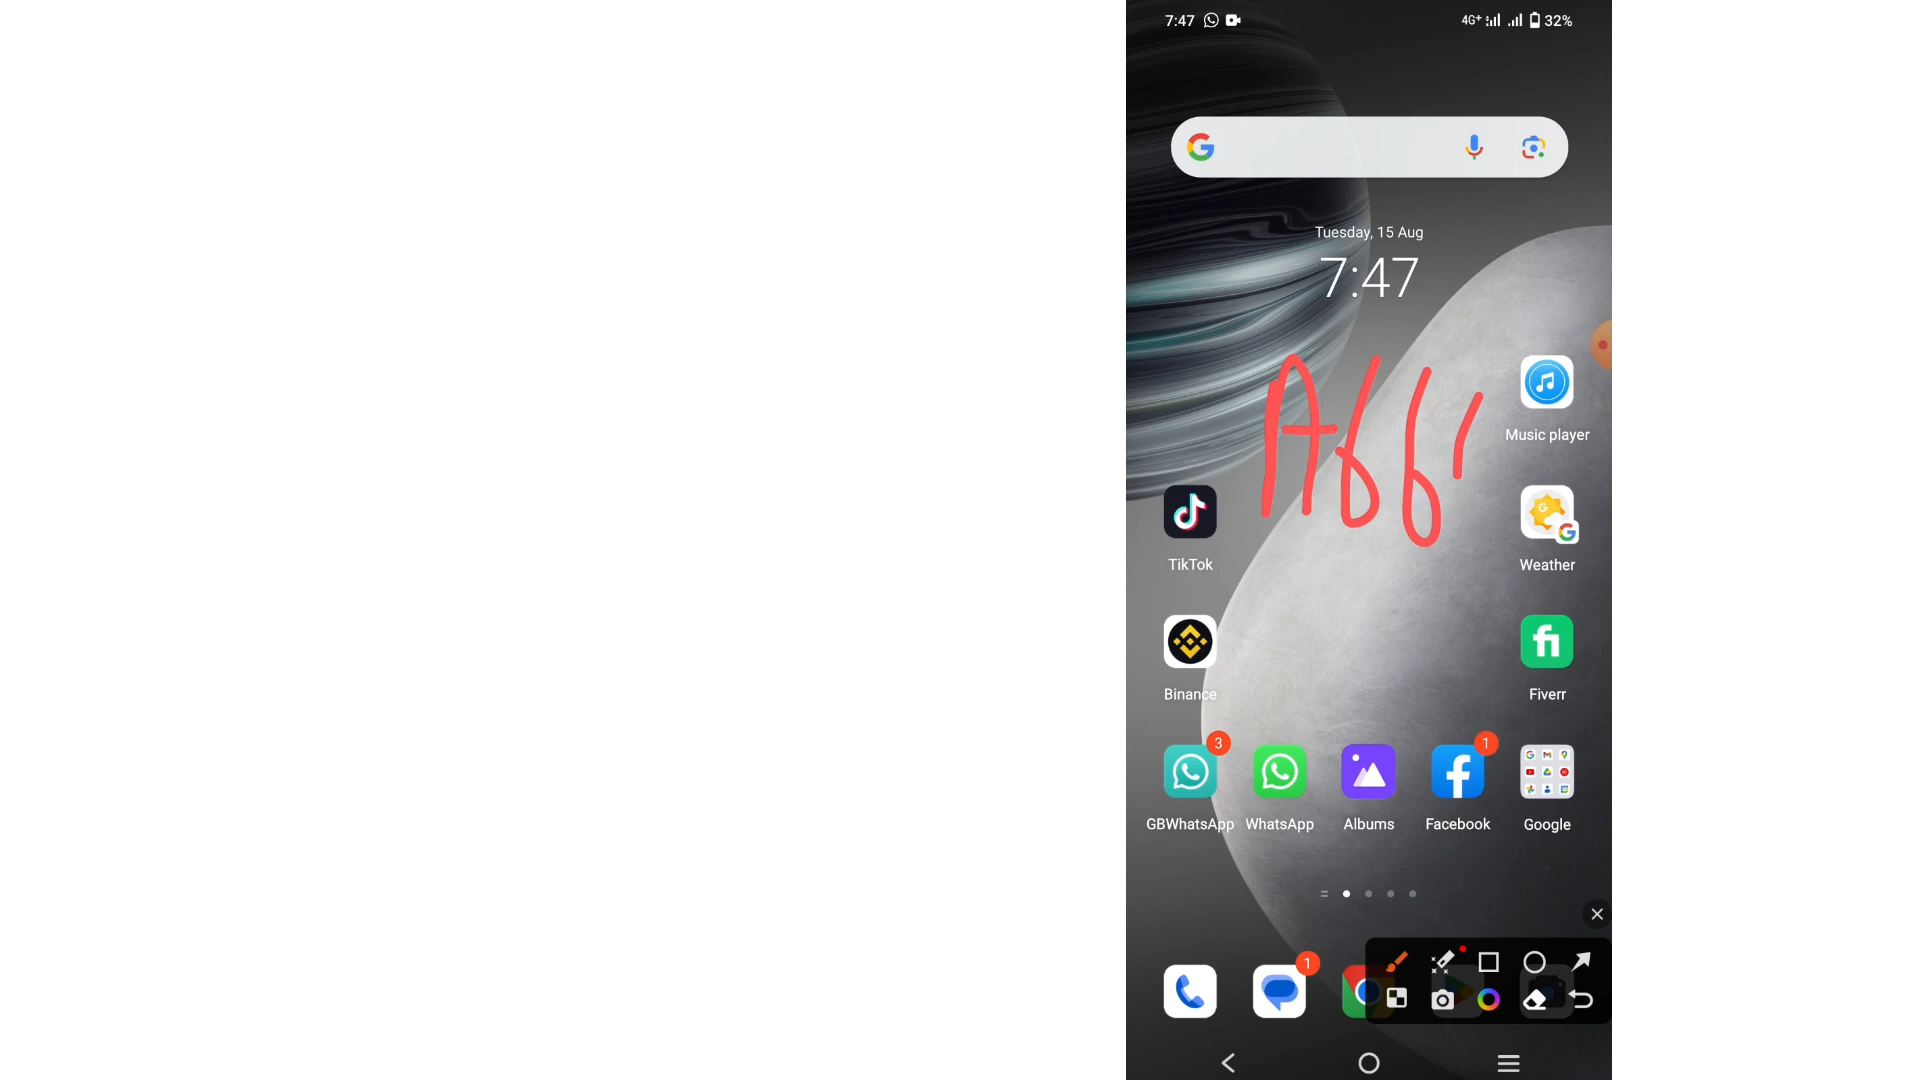 7:47 4G+ 32%
Tuesday, 15 Aug
7:47
Music player
TikTok
Weather
Binance
fi
Fiverr
3
1
GBWhatsApp WhatsApp Albums Facebook Google
1